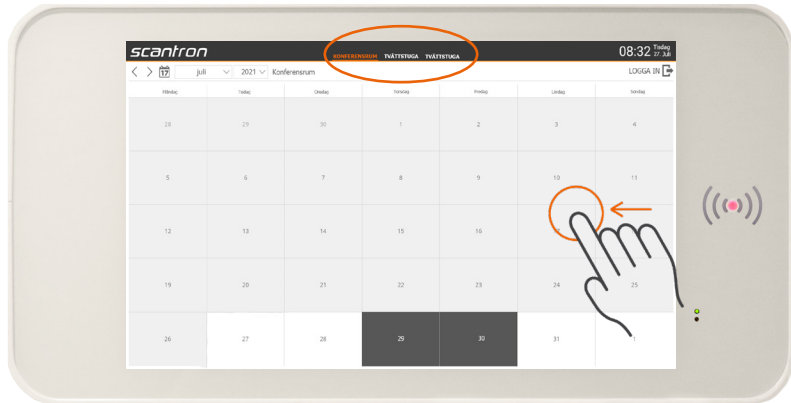 scantron
KONFERENSRUM TVÄTTSTUGA TVÄTTSTUGA
08:32 Tisdag 27 Juli
17 juli 2021 Konferensrum LOGGA IN
Måndag Tisdag Onsdag Torsdag Fredag Lördag Söndag
28 29 30 1 2 3 4
5 6 7 8 9 10 11
12 13 14 15 16
19 20 21 22 23 24 25
26 27 28 29 30 31 1